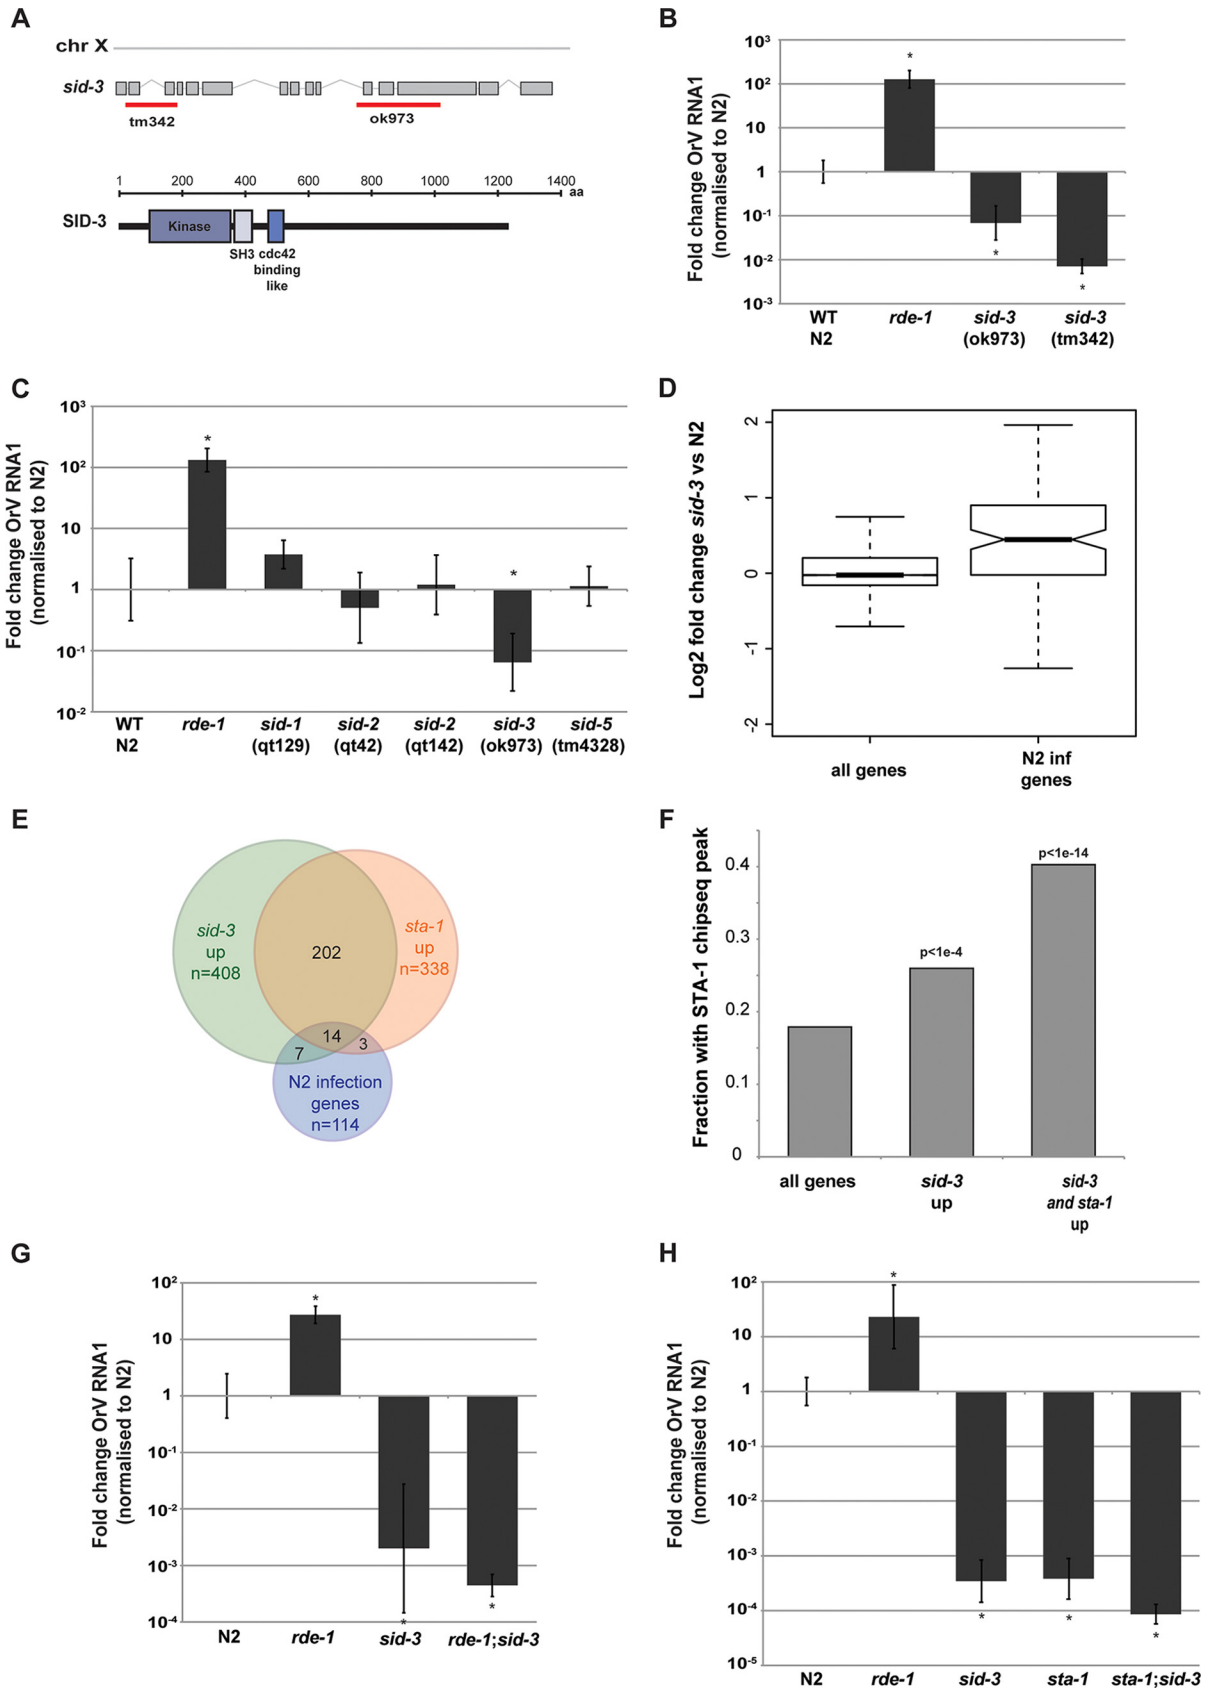 A
chr X
sid-3
tm342
ok973
1 200 400 600 800 1000 1200 1400 aa
SID-3
Kinase
SH3 cdc42
binding
like
B
Fold change OrV RNA1
(normalised to N2)
10³
10²
10
1
10⁻¹
10⁻²
10⁻³
*
*
*
WT rde-1 sid-3 sid-3
N2 (ok973) (tm342)
C
Fold change OrV RNA1
(normalised to N2)
10³
10²
10
1
10⁻¹
10⁻²
*
*
WT rde-1 sid-1 sid-2 sid-2 sid-3 sid-5
N2 (qt129) (qt42) (qt142) (ok973) (tm4328)
D
Log2 fold change sid-3 vs N2
2
1
0
-1
-2
all genes N2 inf
genes
E
sid-3
up
n=408
202
sta-1
up
n=338
14
7
3
N2 infection
genes
n=114
F
Fraction with STA-1 chipseq peak
0.4
0.3
0.2
0.1
0
p<1e-4
p<1e-14
all genes sid-3 sid-3
up and sta-1
up
G
Fold change OrV RNA1
(normalised to N2)
10²
10
1
10⁻¹
10⁻²
10⁻³
10⁻⁴
*
*
*
N2 rde-1 sid-3 rde-1;sid-3
H
Fold change OrV RNA1
(normalised to N2)
10²
10
1
10⁻¹
10⁻²
10⁻³
10⁻⁴
10⁻⁵
*
*
*
*
N2 rde-1 sid-3 sta-1 sta-1;sid-3